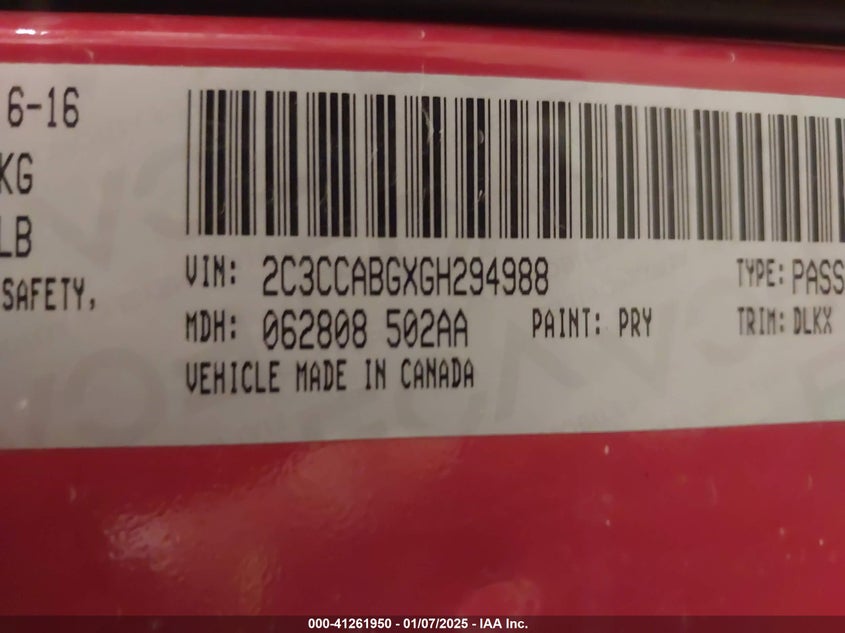 6-16
KG
LB
SAFETY,
VIN: 2C3CCABGXGH294988
TYPE: PASS
MDH: 062808 502AA
PAINT: PRY
TRIM: DLKX
VEHICLE MADE IN CANADA
000-41261950 - 01/07/2025 - IAA Inc.